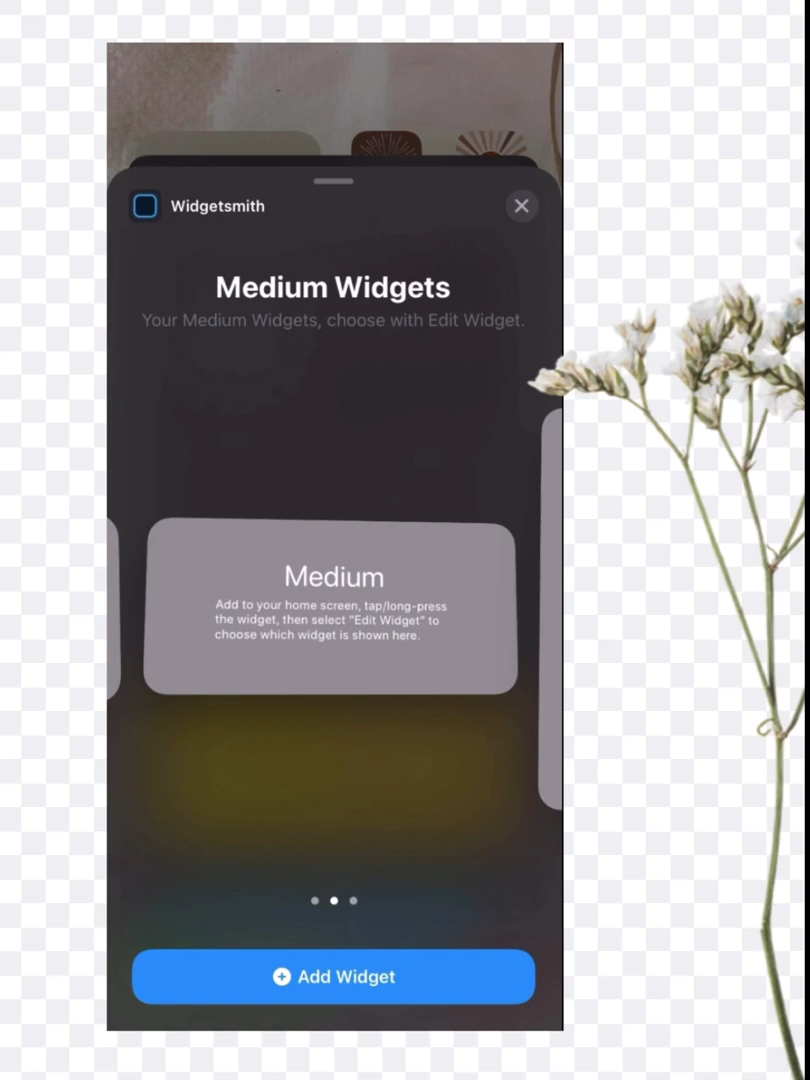 Widgetsmith
Medium Widgets
Your Medium Widgets, choose with Edit Widget.
Medium
Add to your home screen, tap/long-press
the widget, then select "Edit Widget" to
choose which widget is shown here.
Add Widget